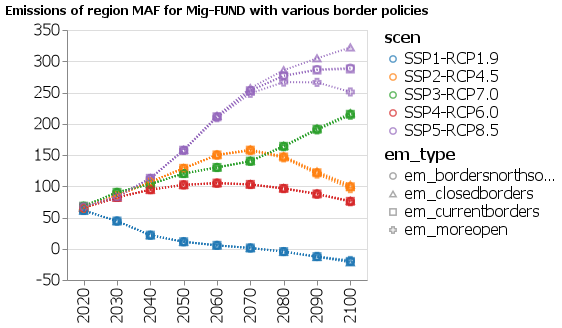 Emissions of region MAF for Mig-FUND with various border policies
350
300
250
200
150
100
50
0
-50
2020
2030
2040
2050
2060
2070
2080
2090
2100
scen
SSP1-RCP1.9
SSP2-RCP4.5
SSP3-RCP7.0
SSP4-RCP6.0
SSP5-RCP8.5
em_type
em_bordersnorthso...
em_closedborders
em_currentborders
em_moreopen